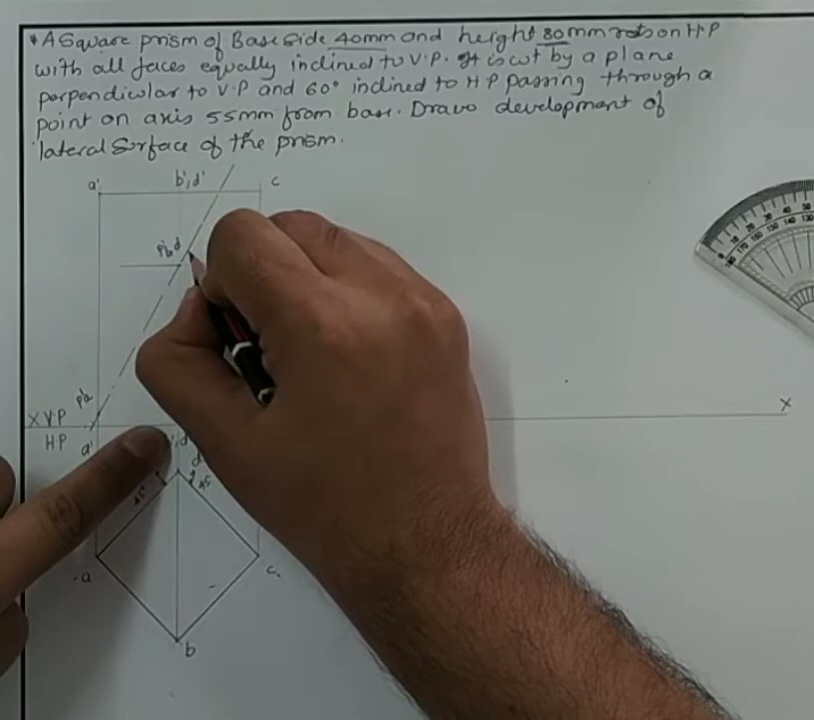 * A Square prism of Base side 40mm and height 80mm rests on H.P
with all faces equally inclined to V.P. It is cut by a plane
perpendicular to V.P and 60° inclined to H.P passing through a
point on axis 55mm from base. Draw development of
lateral Surface of the prism.
a' b',d' c
p'b d
p'a
X VP X
HP a'
d
45 45
a c.
b